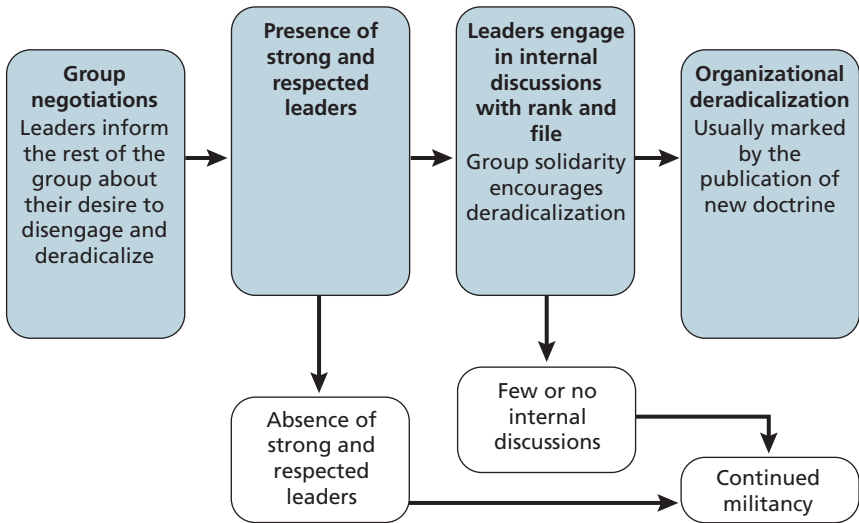 Group
negotiations
Leaders inform
the rest of the
group about
their desire to
disengage and
deradicalize
Presence of
strong and
respected
leaders
Leaders engage
in internal
discussions
with rank and
file
Group solidarity
encourages
deradicalization
Organizational
deradicalization
Usually marked
by the
publication of
new doctrine
Absence of
strong and
respected
leaders
Few or no
internal
discussions
Continued
militancy